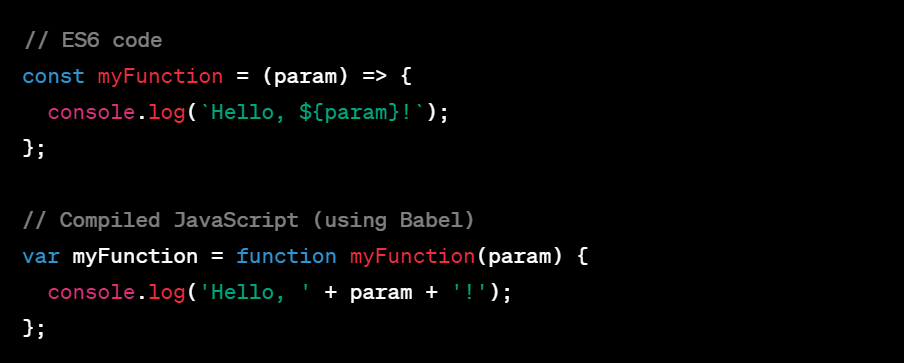 // ES6 code
const myFunction = (param) => {
  console.log(`Hello, ${param}!`);
};

// Compiled JavaScript (using Babel)
var myFunction = function myFunction(param) {
  console.log('Hello, ' + param + '!');
};